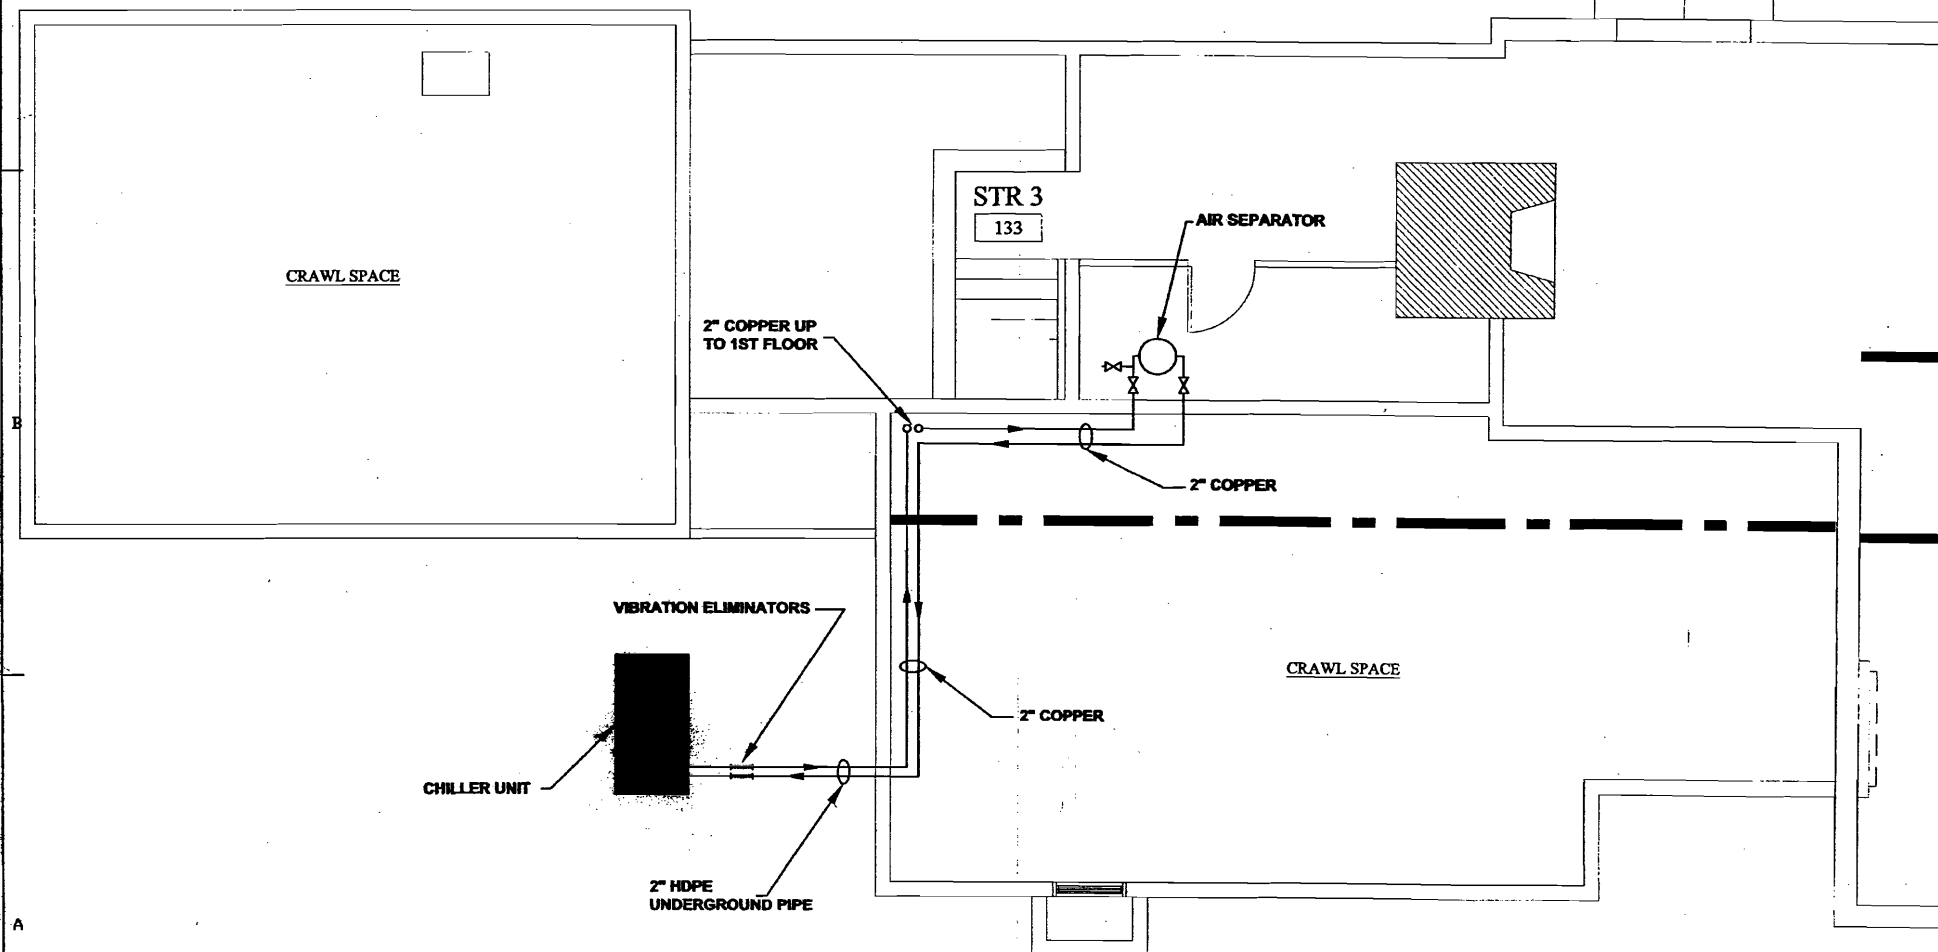 STR 3
133
AIR SEPARATOR
CRAWL SPACE
2" COPPER UP
TO 1ST FLOOR
B
2" COPPER
VIBRATION ELIMINATORS
CRAWL SPACE
2" COPPER
CHILLER UNIT
2" HDPE
UNDERGROUND PIPE
A